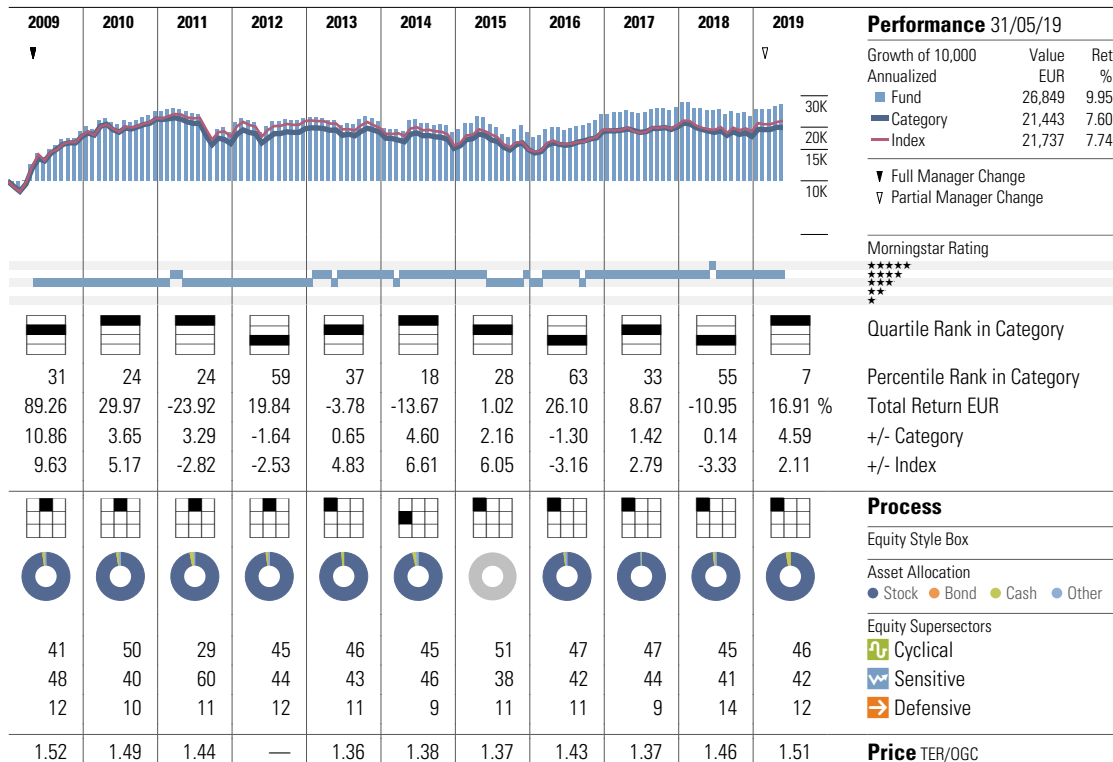 2009 2010 2011 2012 2013 2014 2015 2016 2017 2018 2019
Performance 31/05/19
Growth of 10,000 Value Ret
Annualized EUR %
Fund 26,849 9.95
Category 21,443 7.60
Index 21,737 7.74
Full Manager Change
Partial Manager Change
30K
20K
15K
10K
Morningstar Rating
★★★★★
★★★★
★★★
★★
★
Quartile Rank in Category
31 24 24 59 37 18 28 63 33 55 7 Percentile Rank in Category
89.26 29.97 -23.92 19.84 -3.78 -13.67 1.02 26.10 8.67 -10.95 16.91 % Total Return EUR
10.86 3.65 3.29 -1.64 0.65 4.60 2.16 -1.30 1.42 0.14 4.59 +/- Category
9.63 5.17 -2.82 -2.53 4.83 6.61 6.05 -3.16 2.79 -3.33 2.11 +/- Index
Process
Equity Style Box
Asset Allocation
Stock Bond Cash Other
Equity Supersectors
41 50 29 45 46 45 51 47 47 45 46 Cyclical
48 40 60 44 43 46 38 42 44 41 42 Sensitive
12 10 11 12 11 9 11 11 9 14 12 Defensive
1.52 1.49 1.44 — 1.36 1.38 1.37 1.43 1.37 1.46 1.51 Price TER/OGC